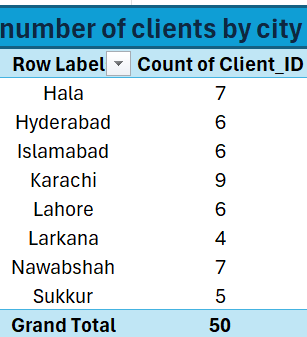 number of clients by city
Row Label Count of Client_ID
Hala 7
Hyderabad 6
Islamabad 6
Karachi 9
Lahore 6
Larkana 4
Nawabshah 7
Sukkur 5
Grand Total 50